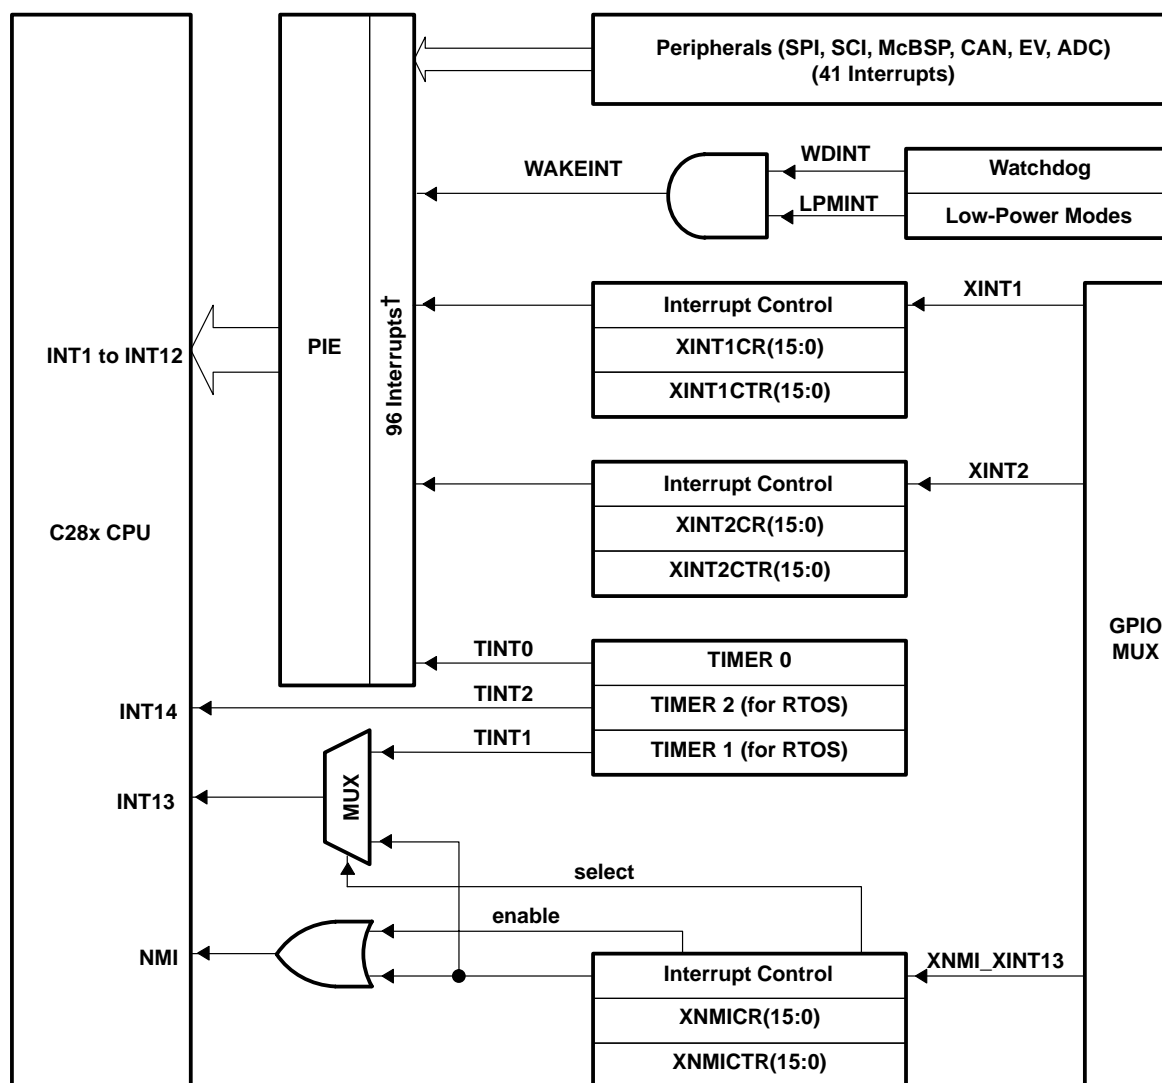 Peripherals (SPI, SCI, McBSP, CAN, EV, ADC)
(41 Interrupts)
WDINT
WAKEINT
Watchdog
LPMINT
Low-Power Modes
XINT1
Interrupt Control
96 Interrupts†
PIE
INT1 to INT12
XINT1CR(15:0)
XINT1CTR(15:0)
XINT2
Interrupt Control
C28x CPU
XINT2CR(15:0)
XINT2CTR(15:0)
GPIO
MUX
TINT0
TIMER 0
TINT2
INT14
TIMER 2 (for RTOS)
TINT1
TIMER 1 (for RTOS)
MUX
INT13
select
enable
NMI
XNMI_XINT13
Interrupt Control
XNMICR(15:0)
XNMICTR(15:0)